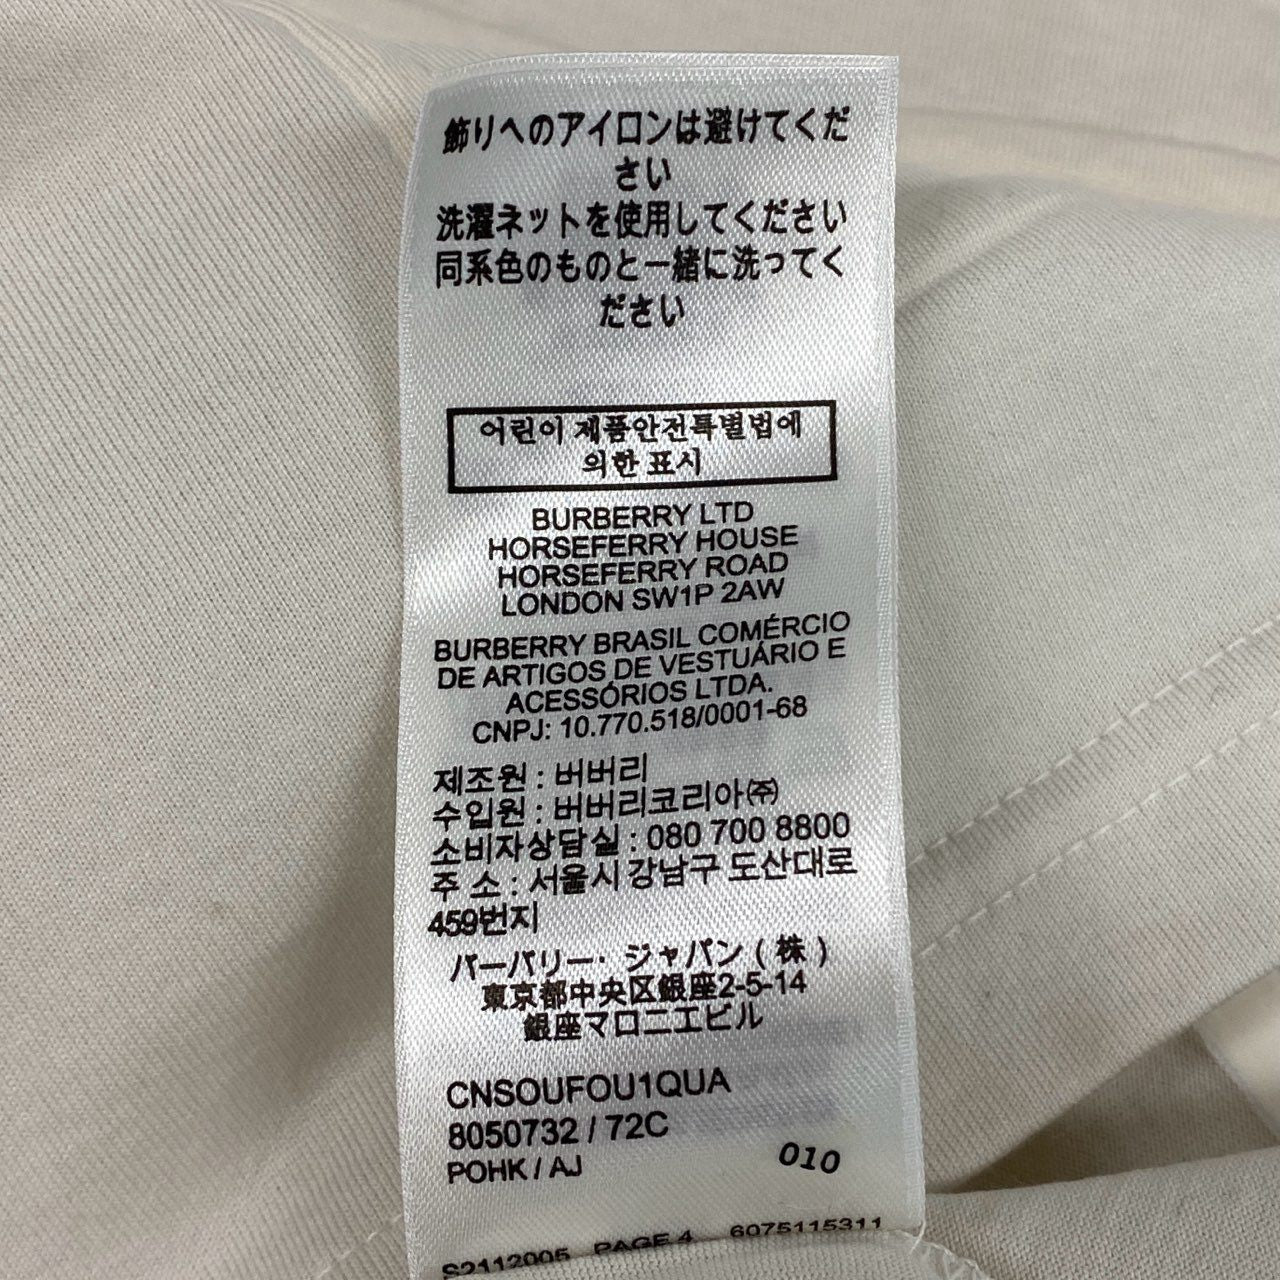 飾りへのアイロンは避けてくだ
さい
洗濯ネットを使用してください
同系色のものと一緒に洗ってく
ださい
어린이 제품안전특별법에
의한 표시
BURBERRY LTD
HORSEFERRY HOUSE
HORSEFERRY ROAD
LONDON SW1P 2AW
BURBERRY BRASIL COMÉRCIO
DE ARTIGOS DE VESTUÁRIO E
ACESSÓRIOS LTDA.
CNPJ: 10.770.518/0001-68
제조원 : 버버리
수입원 : 버버리코리아㈜
소비자상담실 : 080 700 8800
주 소 : 서울시 강남구 도산대로
459번지
バーバリー・ジャパン ( 株 )
東京都中央区銀座2-5-14
銀座マロニエビル
CNSOUFOU1QUA
8050732 / 72C
POHK / AJ 010
S2112005 PAGE 4 6075115311